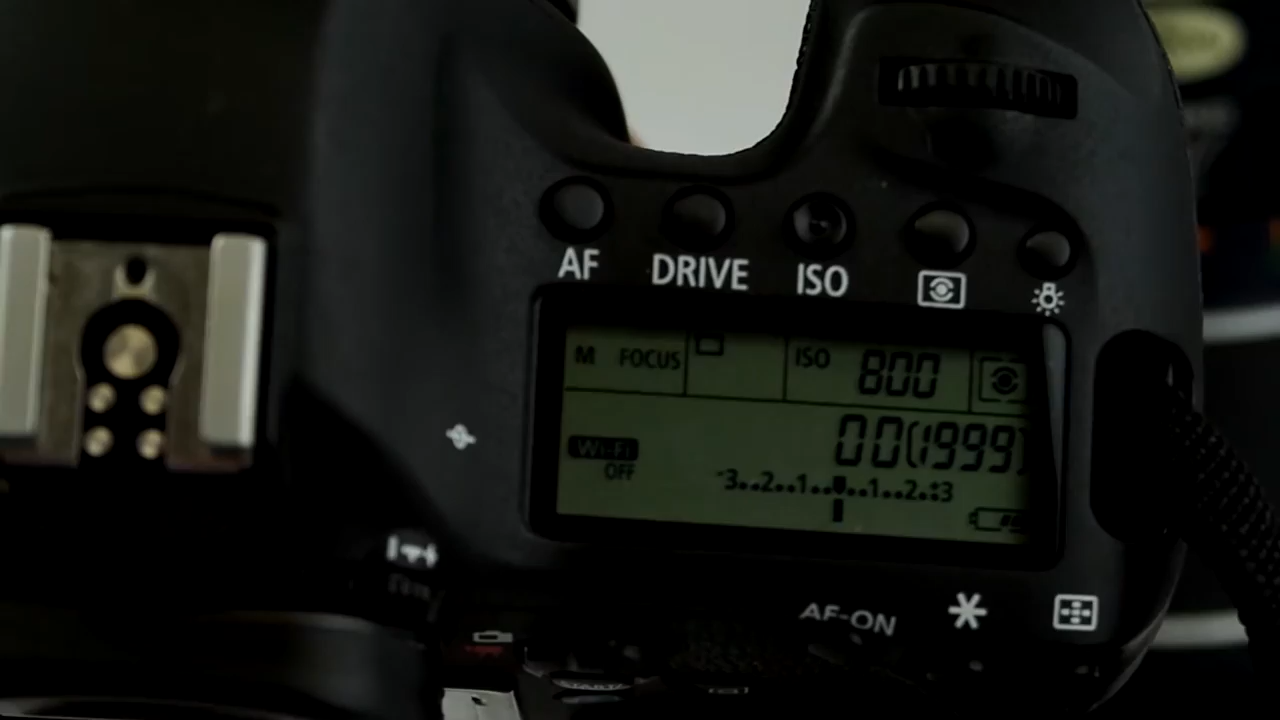 AF DRIVE ISO
M FOCUS ISO 800
00(1999)
Wi-Fi
OFF
-3..2..1..0..1..2..+3
AF-ON